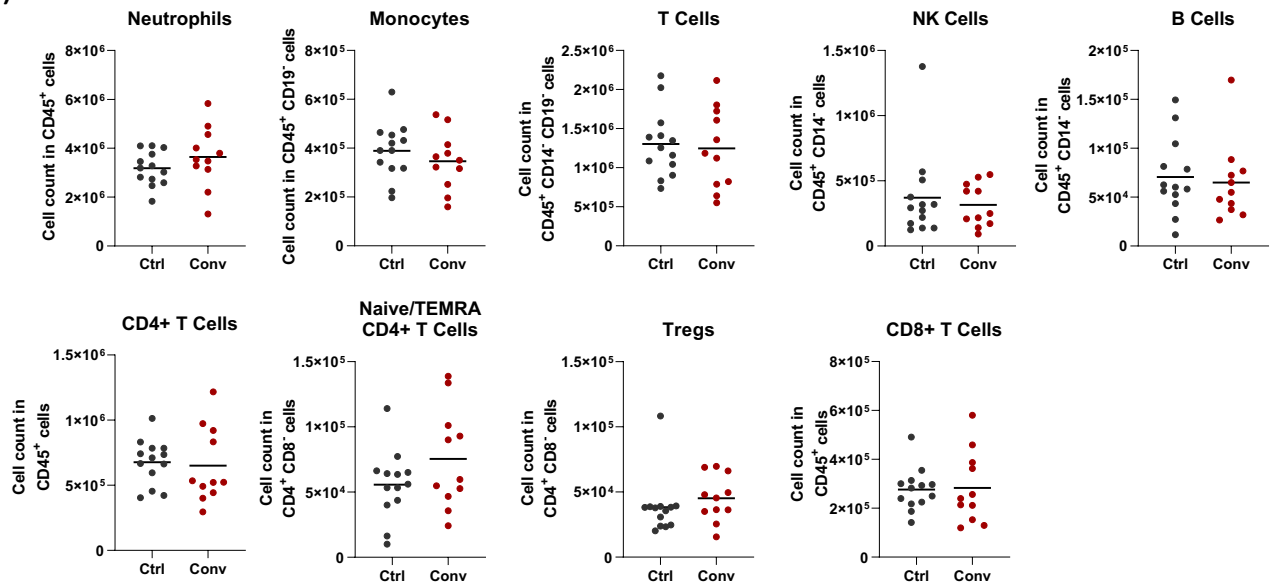 )
Neutrophils
Cell count in CD45⁺ cells
8×10⁶
6×10⁶
4×10⁶
2×10⁶
0
Ctrl Conv
Monocytes
Cell count in CD45⁺ CD19⁻ cells
8×10⁵
6×10⁵
4×10⁵
2×10⁵
0
Ctrl Conv
T Cells
Cell count in
CD45⁺ CD14⁻ CD19⁻ cells
2.5×10⁶
2×10⁶
1.5×10⁶
1×10⁶
5×10⁵
0
Ctrl Conv
NK Cells
Cell count in
CD45⁺ CD14⁻ cells
1.5×10⁶
1×10⁶
5×10⁵
0
Ctrl Conv
B Cells
Cell count in
CD45⁺ CD14⁻ cells
2×10⁵
1.5×10⁵
1×10⁵
5×10⁴
0
Ctrl Conv
CD4+ T Cells
Cell count in
CD45⁺ cells
1.5×10⁶
1×10⁶
5×10⁵
0
Ctrl Conv
Naive/TEMRA
CD4+ T Cells
Cell count in
CD4⁺ CD8⁻ cells
1.5×10⁵
1×10⁵
5×10⁴
0
Ctrl Conv
Tregs
Cell count in
CD4⁺ CD8⁻ cells
1.5×10⁵
1×10⁵
5×10⁴
0
Ctrl Conv
CD8+ T Cells
Cell count in
CD45⁺ cells
8×10⁵
6×10⁵
4×10⁵
2×10⁵
0
Ctrl Conv